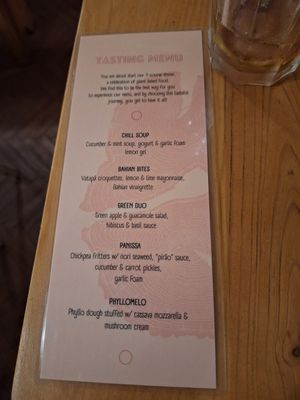 TASTING MENU
You are about start our 7 course dinner,
a celebration of plant based food.
We find this to be the best way for you
to experience our menu, and by choosing this tasteful
journey, you get to have it all!
CHILL SOUP
Cucumber & mint soup, yogurt & garlic foam
lemon gel
BAHIAN BITES
Vatapá croquettes, lemon & lime mayonnaise,
Bahian vinaigrette
GREEN DUO
Green apple & guacamole salad,
hibiscus & basil sauce
PANISSA
Chickpea fritters w/ nori seaweed, "pirão" sauce,
cucumber & carrot pickles,
garlic foam
PHYLLOMELO
Phyllo dough stuffed w/ cassava mozzarella &
mushroom cream